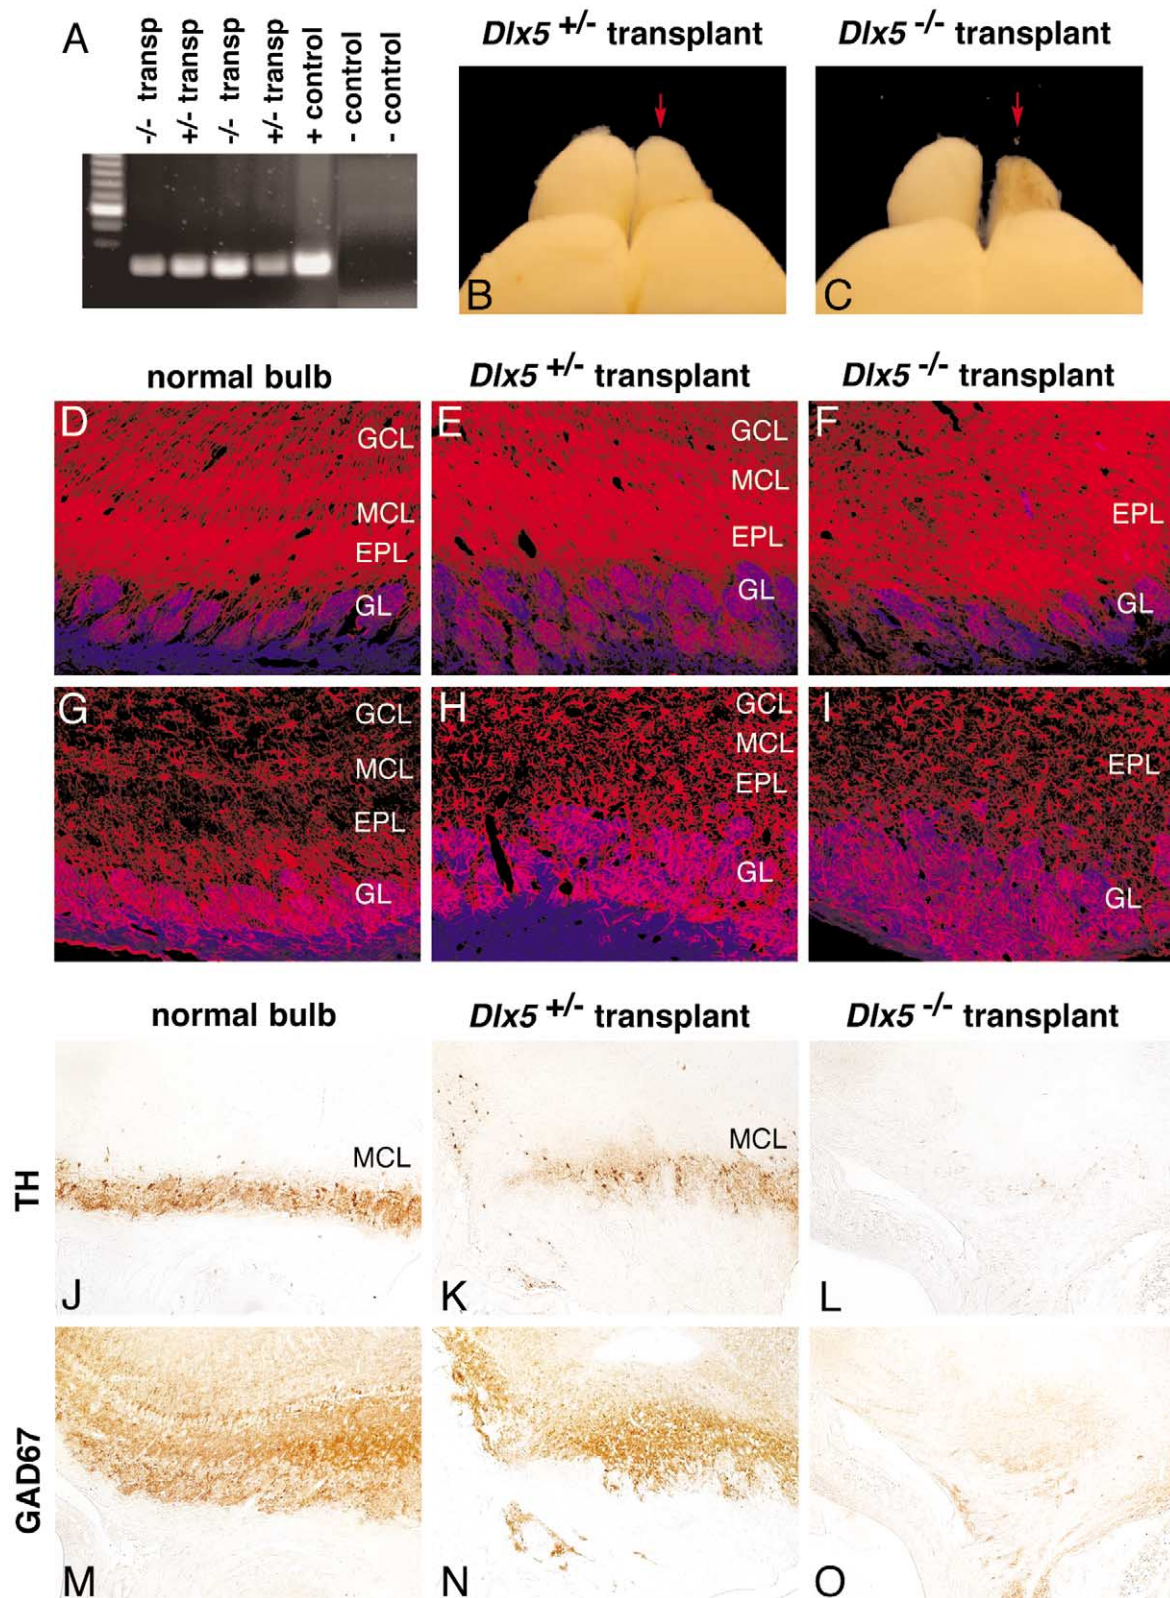 A
-/- transp
+/- transp
-/- transp
+/- transp
+ control
- control
- control
Dlx5 +/- transplant
Dlx5 -/- transplant
B
C
normal bulb
Dlx5 +/- transplant
Dlx5 -/- transplant
D
GCL
MCL
EPL
GL
E
GCL
MCL
EPL
GL
F
EPL
GL
G
GCL
MCL
EPL
GL
H
GCL
MCL
EPL
GL
I
EPL
GL
normal bulb
Dlx5 +/- transplant
Dlx5 -/- transplant
TH
MCL
J
MCL
K
L
GAD67
M
N
O